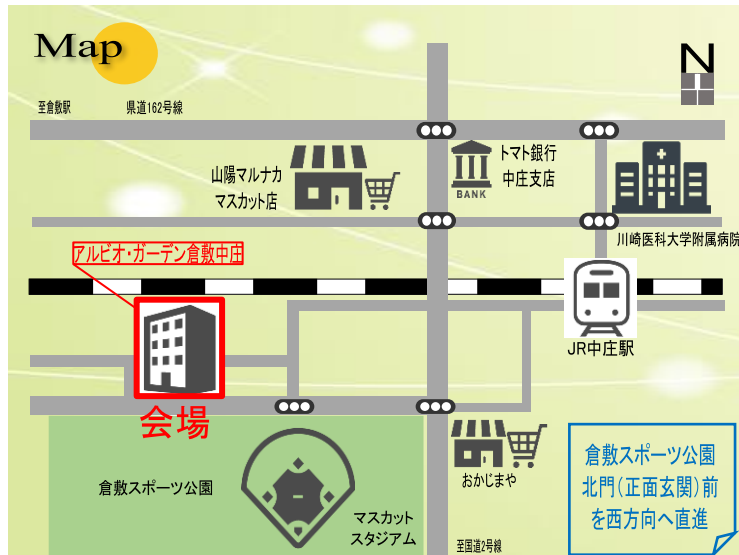 Map
N
至倉敷駅
県道162号線
トマト銀行
中庄支店
BANK
山陽マルナカ
マスカット店
川崎医科大学附属病院
アルビオ・ガーデン倉敷中庄
JR中庄駅
会場
おかじまや
倉敷スポーツ公園
マスカット
スタジアム
至国道2号線
倉敷スポーツ公園
北門(正面玄関)前
を西方向へ直進